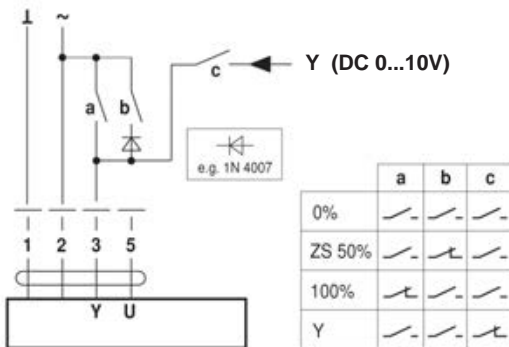 ⊥ ~
Y (DC 0...10V)
c
a b
e.g. 1N 4007
a b c
0%
ZS 50%
100%
Y
1 2 3 5
Y U